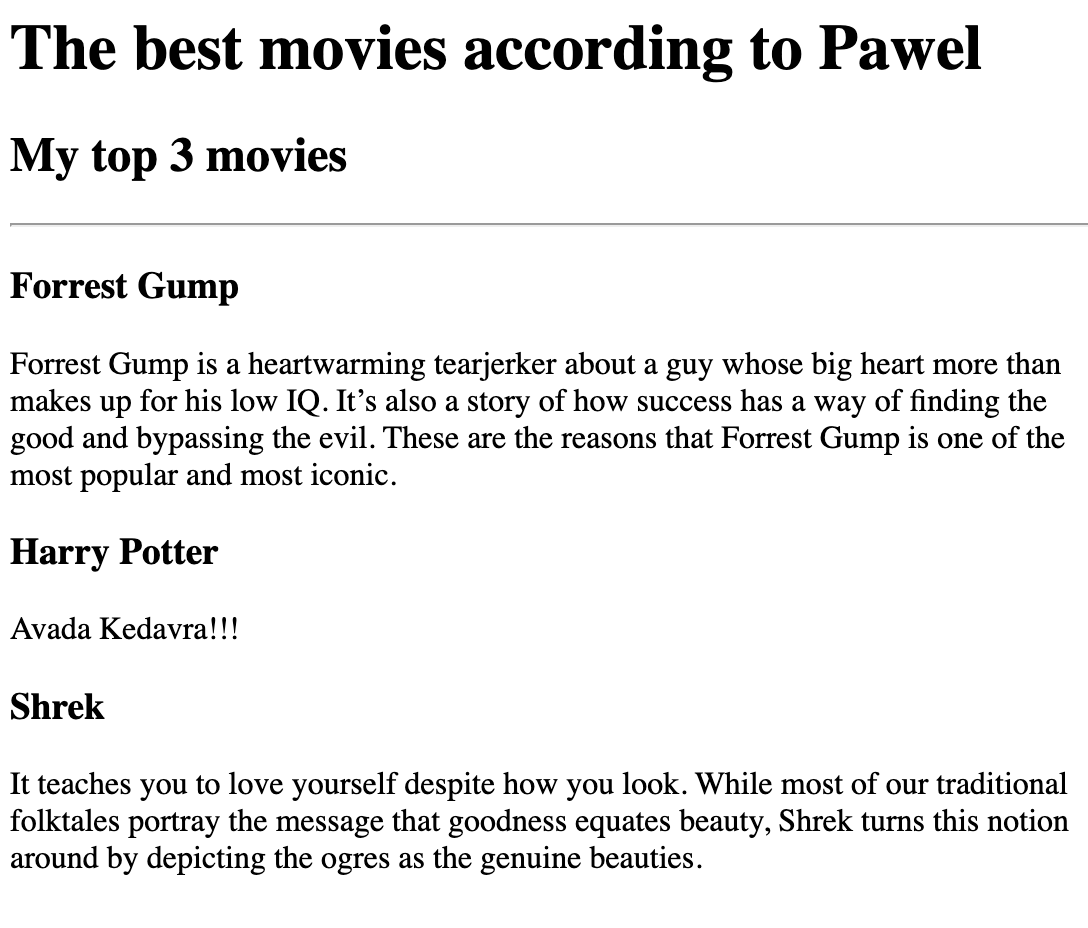 The best movies according to Pawel
My top 3 movies
Forrest Gump
Forrest Gump is a heartwarming tearjerker about a guy whose big heart more than
makes up for his low IQ. It’s also a story of how success has a way of finding the
good and bypassing the evil. These are the reasons that Forrest Gump is one of the
most popular and most iconic.
Harry Potter
Avada Kedavra!!!
Shrek
It teaches you to love yourself despite how you look. While most of our traditional
folktales portray the message that goodness equates beauty, Shrek turns this notion
around by depicting the ogres as the genuine beauties.